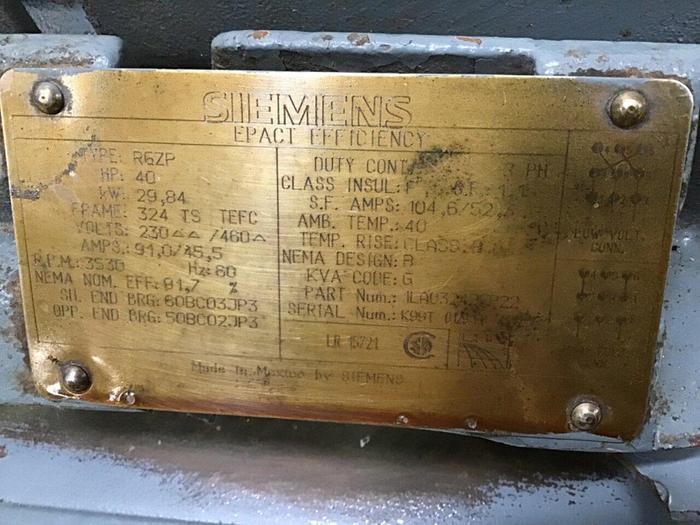 SIEMENS
EPACT EFFICIENCY
TYPE: RGZP
HP: 40
KW: 29,84
FRAME: 324 TS TEFC
VOLTS: 230 △△ /460 △
AMPS: 91,0/45,5
R.P.M.: 3530 Hz: 60
NEMA NOM. EFF: 91,7 %
SH. END BRG: 60BC03JP3
OPP. END BRG: 50BC02JP3
DUTY CONT. 3 PH
CLASS INSUL: F
S.F. AMPS: 104,6/52,3
AMB. TEMP.: 40
TEMP. RISE: CLASS
NEMA DESIGN: B
KVA-CODE: G
PART Num.:
SERIAL Num.:
LOW VOLT.
CONN.
LR 15721
Made in Mexico by SIEMENS